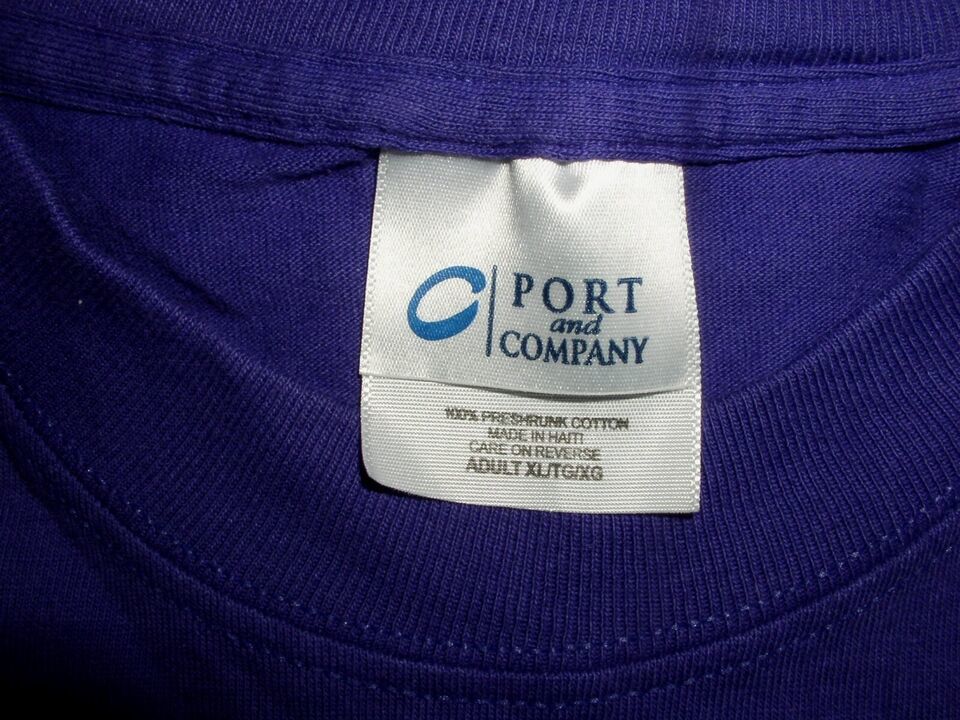 PORT
and
COMPANY
100% PRESHRUNK COTTON
MADE IN HAITI
CARE ON REVERSE
ADULT XL/TG/XG